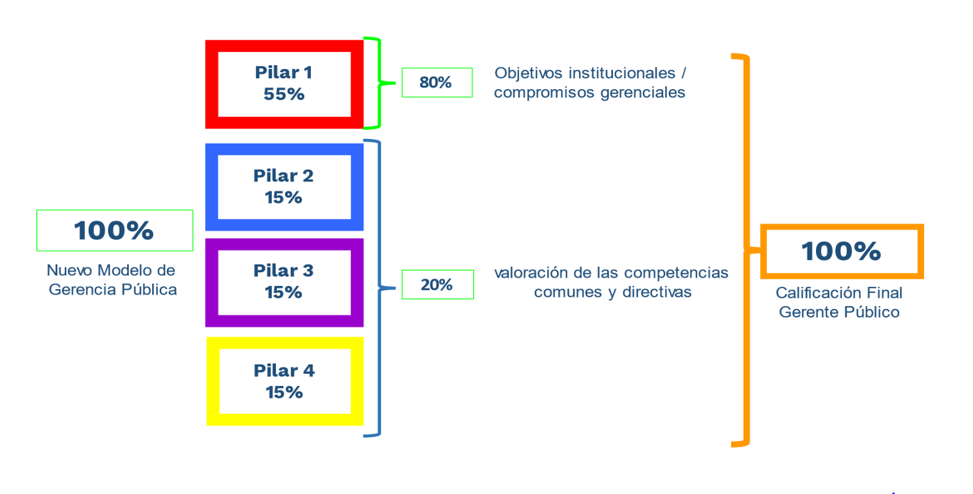 Pilar 1
55%
80%
Objetivos institucionales /
compromisos gerenciales
Pilar 2
15%
100%
Nuevo Modelo de
Gerencia Pública
Pilar 3
15%
20%
valoración de las competencias
comunes y directivas
100%
Calificación Final
Gerente Público
Pilar 4
15%